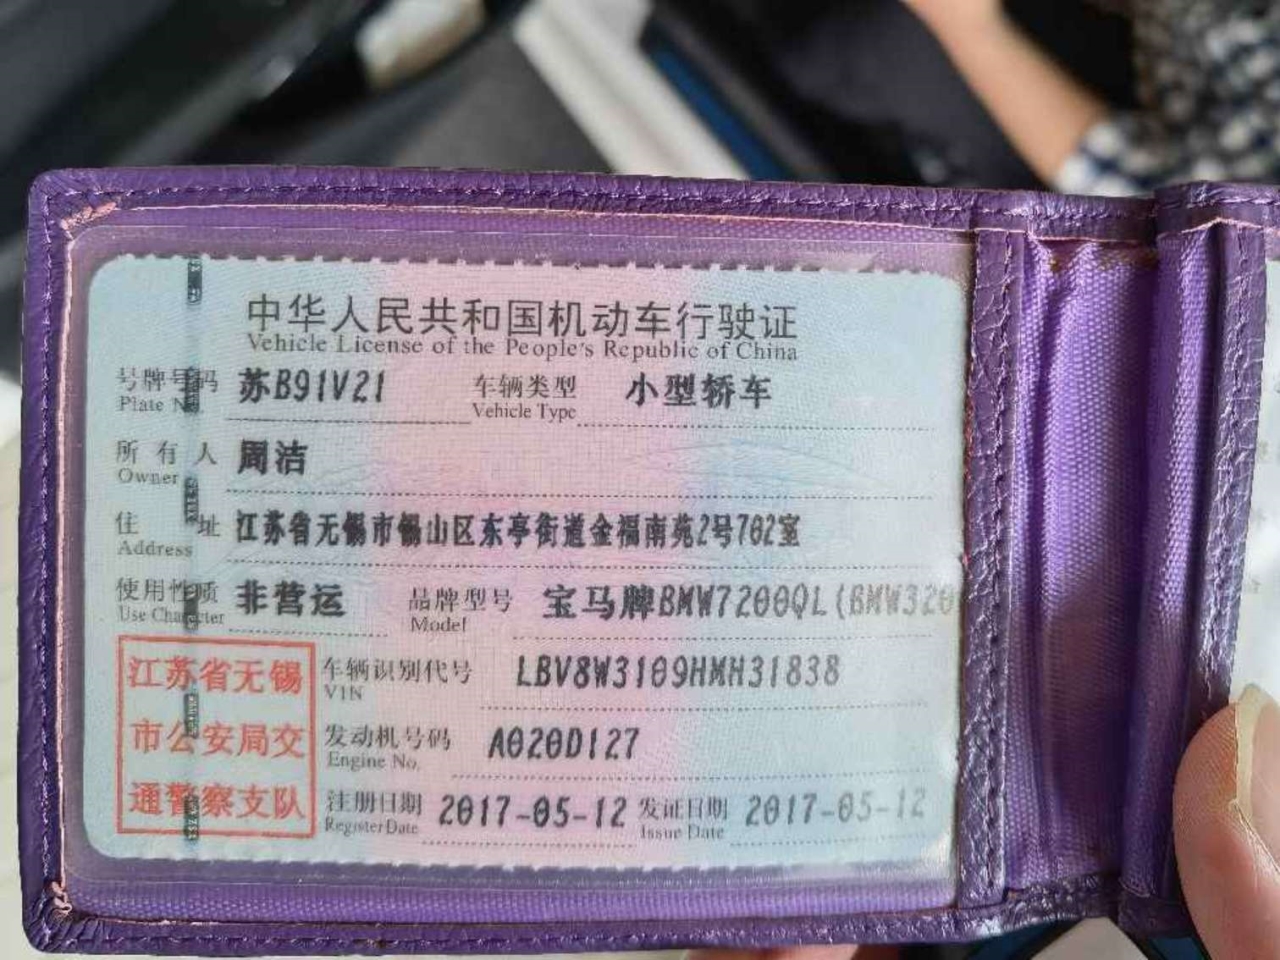 中华人民共和国机动车行驶证
Vehicle License of the People's Republic of China
号牌号码 苏B91V21 车辆类型 小型轿车
Plate No. Vehicle Type
所有人 周洁
Owner
住址 江苏省无锡市锡山区东亭街道金福南苑2号702室
Address
使用性质 非营运 品牌型号 宝马牌BMW7200QL(BMW320
Use Character Model
江苏省无锡 车辆识别代号 LBV8W3109HMH31838
VIN
市公安局交 发动机号码 A020D127
Engine No.
通警察支队 注册日期 2017-05-12 发证日期 2017-05-12
Register Date Issue Date